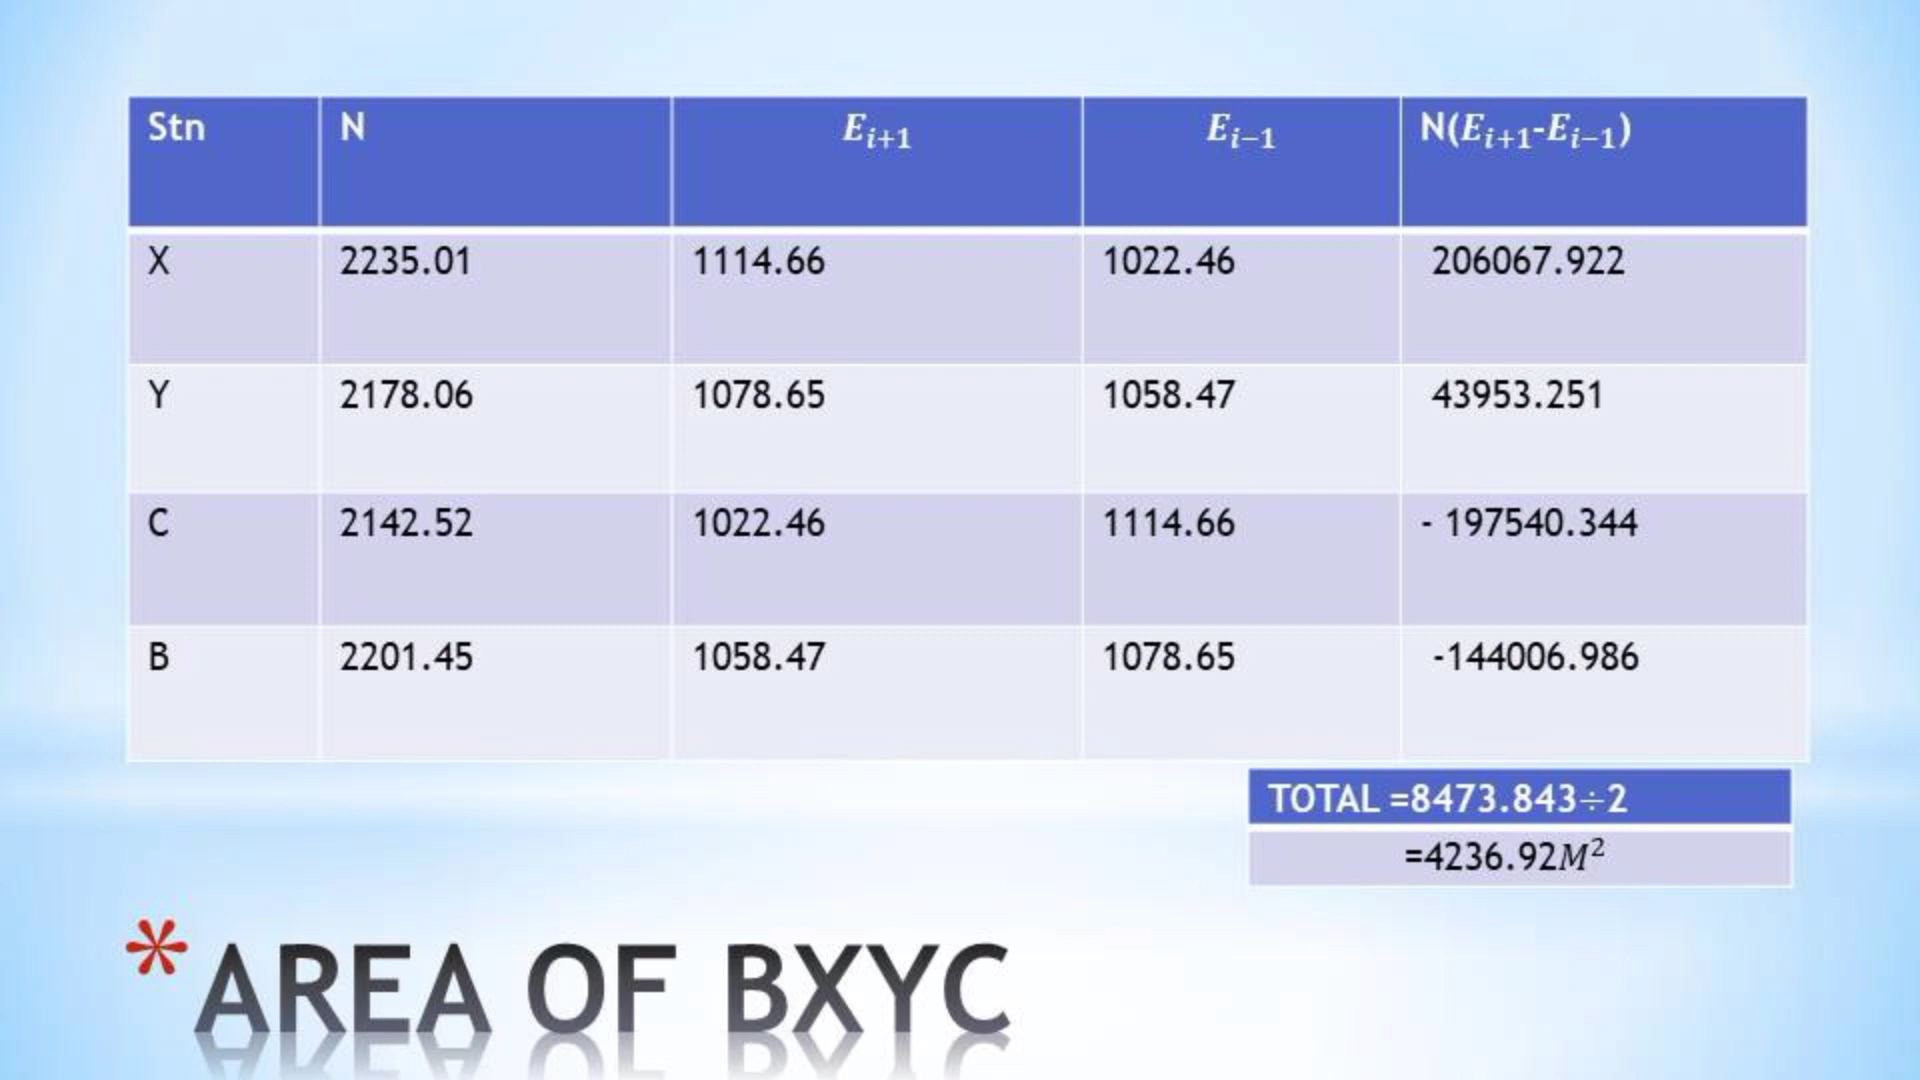 Stn N E_{i+1} E_{i−1} N(E_{i+1}-E_{i−1})
X 2235.01 1114.66 1022.46 206067.922
Y 2178.06 1078.65 1058.47 43953.251
C 2142.52 1022.46 1114.66 - 197540.344
B 2201.45 1058.47 1078.65 -144006.986
TOTAL =8473.843÷2
=4236.92M²
*AREA OF BXYC